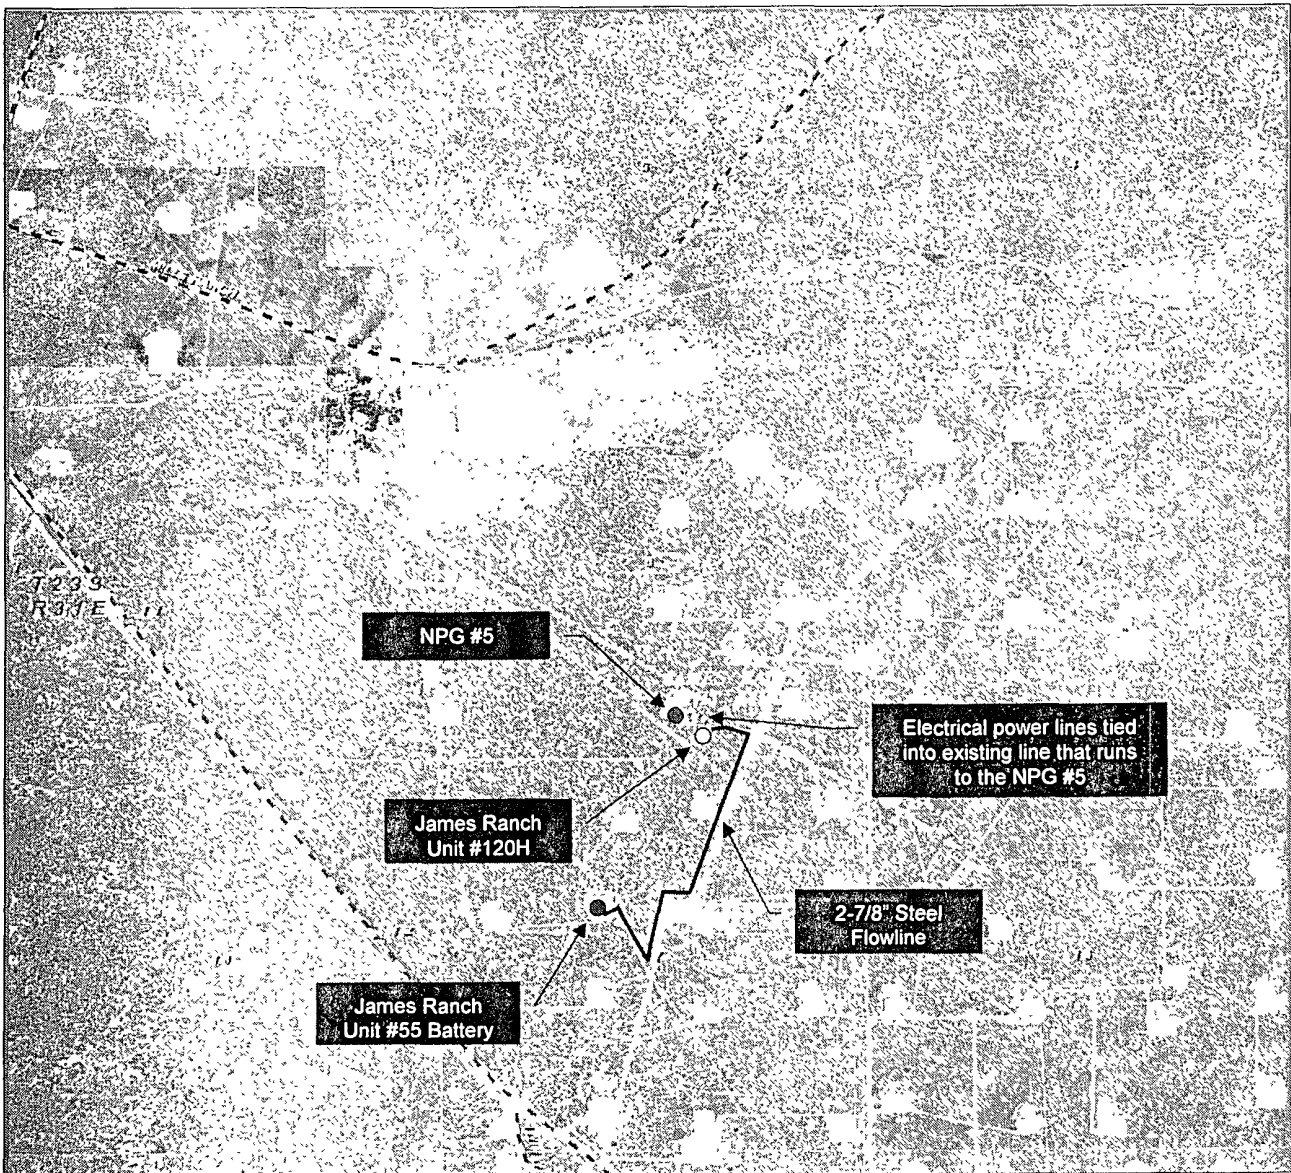 T23S
R31E
NPG #5
Electrical power lines tied
into existing line that runs
to the NPG #5
James Ranch
Unit #120H
2-7/8" Steel
Flowline
James Ranch
Unit #55 Battery